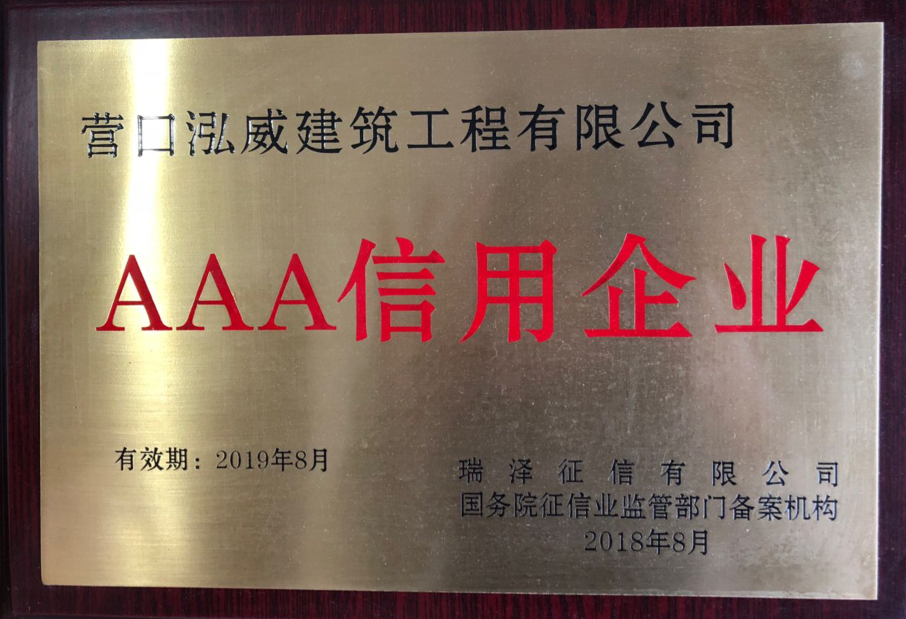 营口泓威建筑工程有限公司
AAA信用企业
有效期：2019年8月
瑞泽征信有限公司
国务院征信业监管部门备案机构
2018年8月